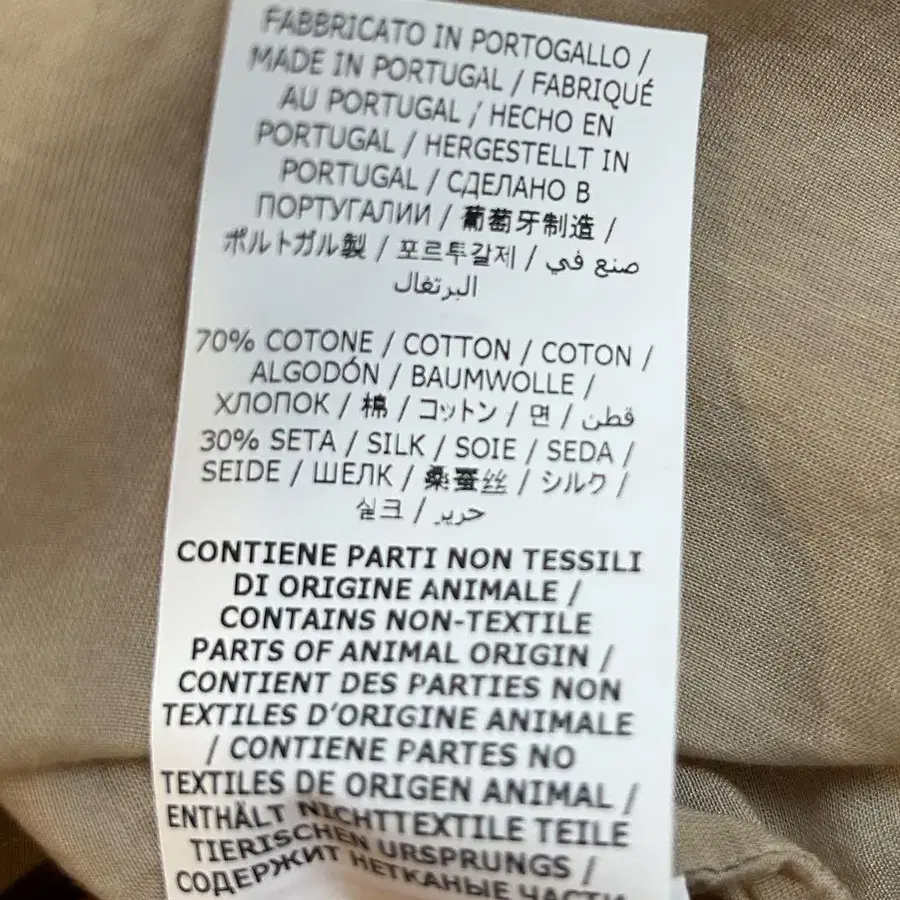 FABBRICATO IN PORTOGALLO /
MADE IN PORTUGAL / FABRIQUÉ
AU PORTUGAL / HECHO EN
PORTUGAL / HERGESTELLT IN
PORTUGAL / СДЕЛАНО В
ПОРТУГАЛИИ / 葡萄牙制造 /
ポルトガル製 / 포르투갈제 / صنع في
البرتغال
70% COTONE / COTTON / COTON /
ALGODÓN / BAUMWOLLE /
ХЛОПОК / 棉 / コットン / 면 / قطن
30% SETA / SILK / SOIE / SEDA /
SEIDE / ШЕЛК / 桑蚕丝 / シルク /
실크 / حرير
CONTIENE PARTI NON TESSILI
DI ORIGINE ANIMALE /
CONTAINS NON-TEXTILE
PARTS OF ANIMAL ORIGIN /
CONTIENT DES PARTIES NON
TEXTILES D'ORIGINE ANIMALE
/ CONTIENE PARTES NO
TEXTILES DE ORIGEN ANIMAL /
ENTHÄLT NICHTTEXTILE TEILE
TIERISCHEN URSPRUNGS /
СОДЕРЖИТ НЕТКАНЫЕ ЧАСТИ